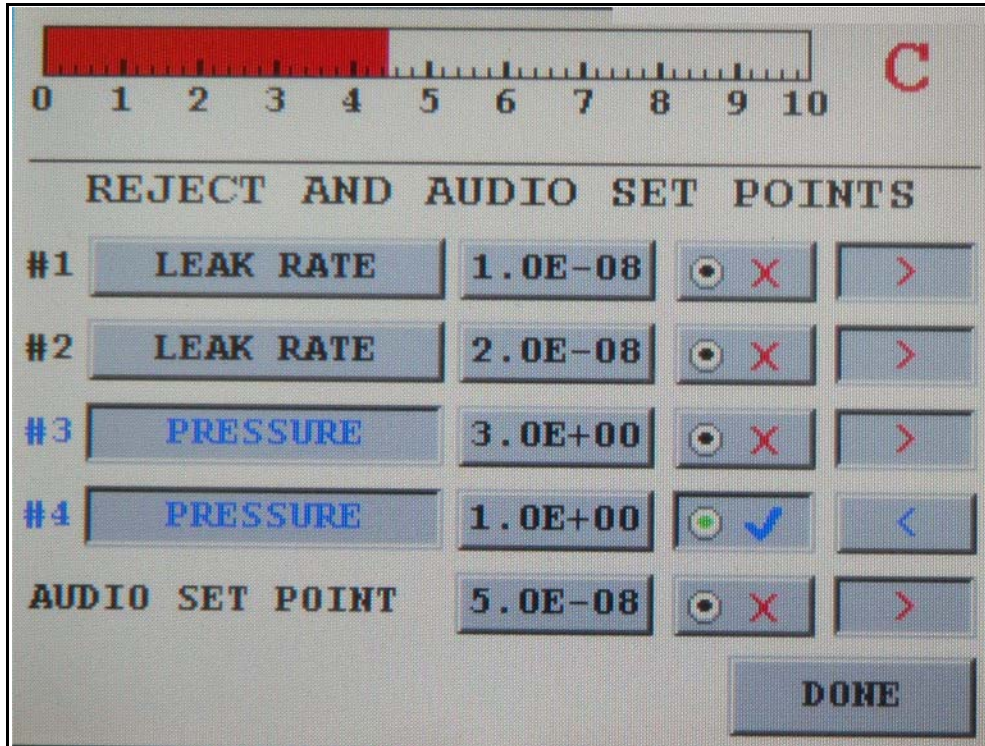 C
0 1 2 3 4 5 6 7 8 9 10
REJECT AND AUDIO SET POINTS
#1 LEAK RATE 1.0E-08 X >
#2 LEAK RATE 2.0E-08 X >
#3 PRESSURE 3.0E+00 X >
#4 PRESSURE 1.0E+00 ✓ <
AUDIO SET POINT 5.0E-08 X >
DONE